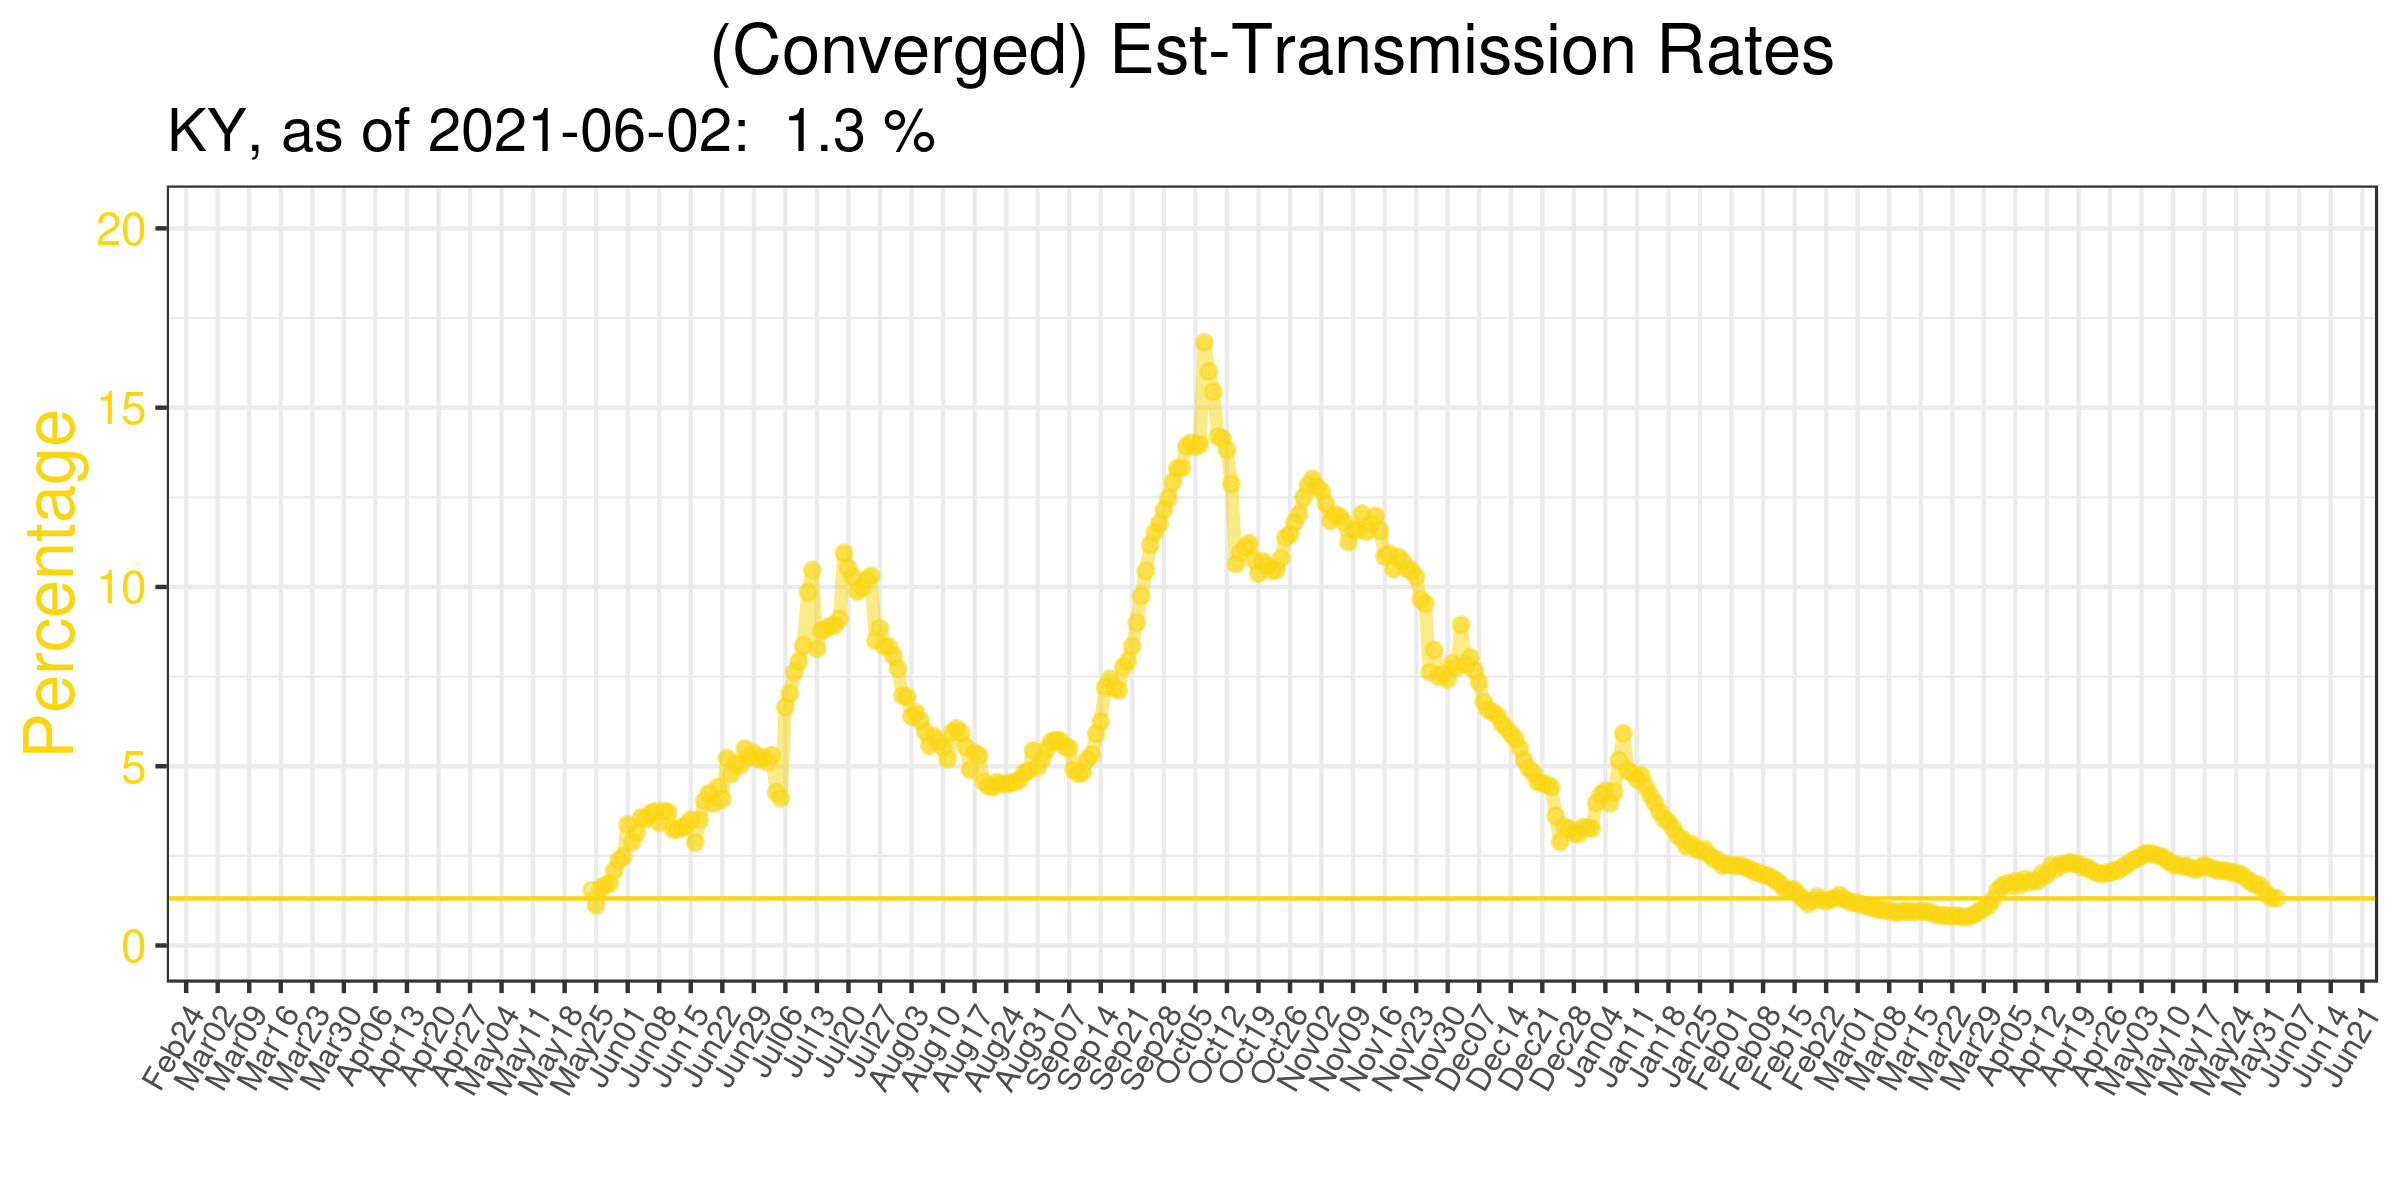 (Converged) Est-Transmission Rates
KY, as of 2021-06-02:  1.3 %
Percentage
20
15
10
5
0
Feb24
Mar02
Mar09
Mar16
Mar23
Mar30
Apr06
Apr13
Apr20
Apr27
May04
May11
May18
May25
Jun01
Jun08
Jun15
Jun22
Jun29
Jul06
Jul13
Jul20
Jul27
Aug03
Aug10
Aug17
Aug24
Aug31
Sep07
Sep14
Sep21
Sep28
Oct05
Oct12
Oct19
Oct26
Nov02
Nov09
Nov16
Nov23
Nov30
Dec07
Dec14
Dec21
Dec28
Jan04
Jan11
Jan18
Jan25
Feb01
Feb08
Feb15
Feb22
Mar01
Mar08
Mar15
Mar22
Mar29
Apr05
Apr12
Apr19
Apr26
May03
May10
May17
May24
May31
Jun07
Jun14
Jun21